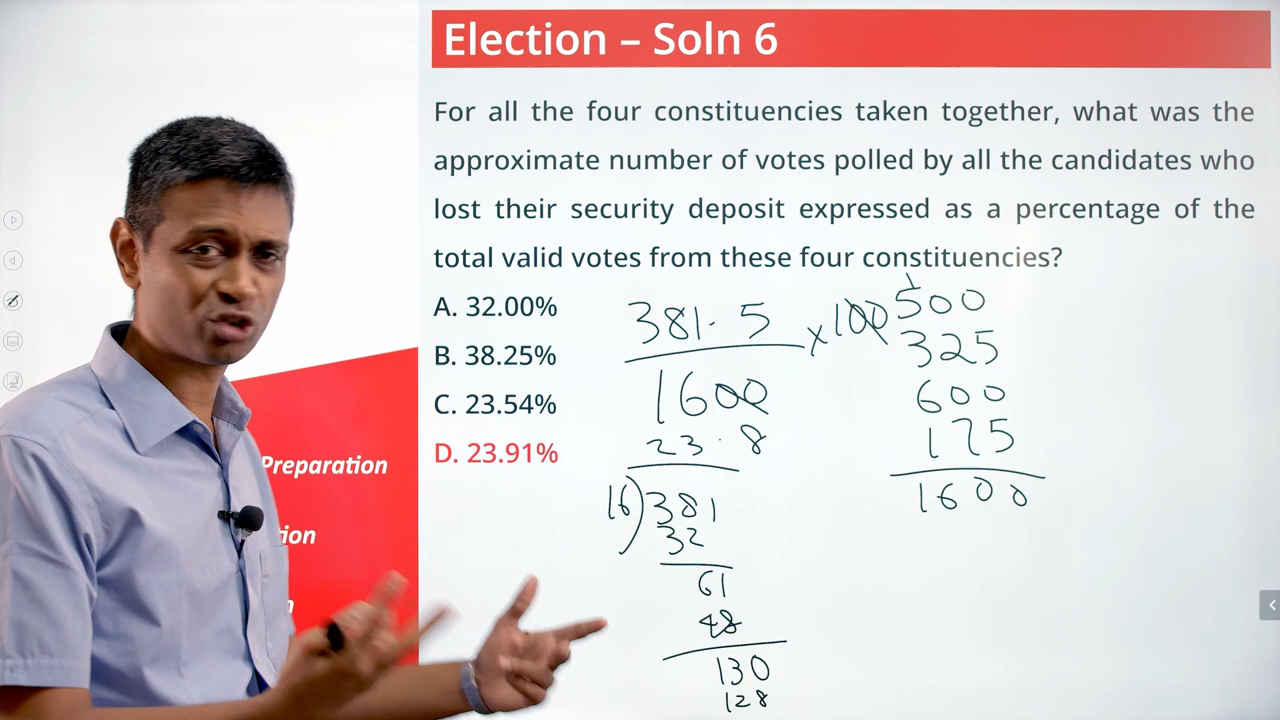 Election – Soln 6
For all the four constituencies taken together, what was the
approximate number of votes polled by all the candidates who
lost their security deposit expressed as a percentage of the
total valid votes from these four constituencies?
A. 32.00%
B. 38.25%
C. 23.54%
D. 23.91%
381.5 x 100
1600
23.8
16)381
32
61
48
130
128
1
500
325
600
175
1600
Preparation